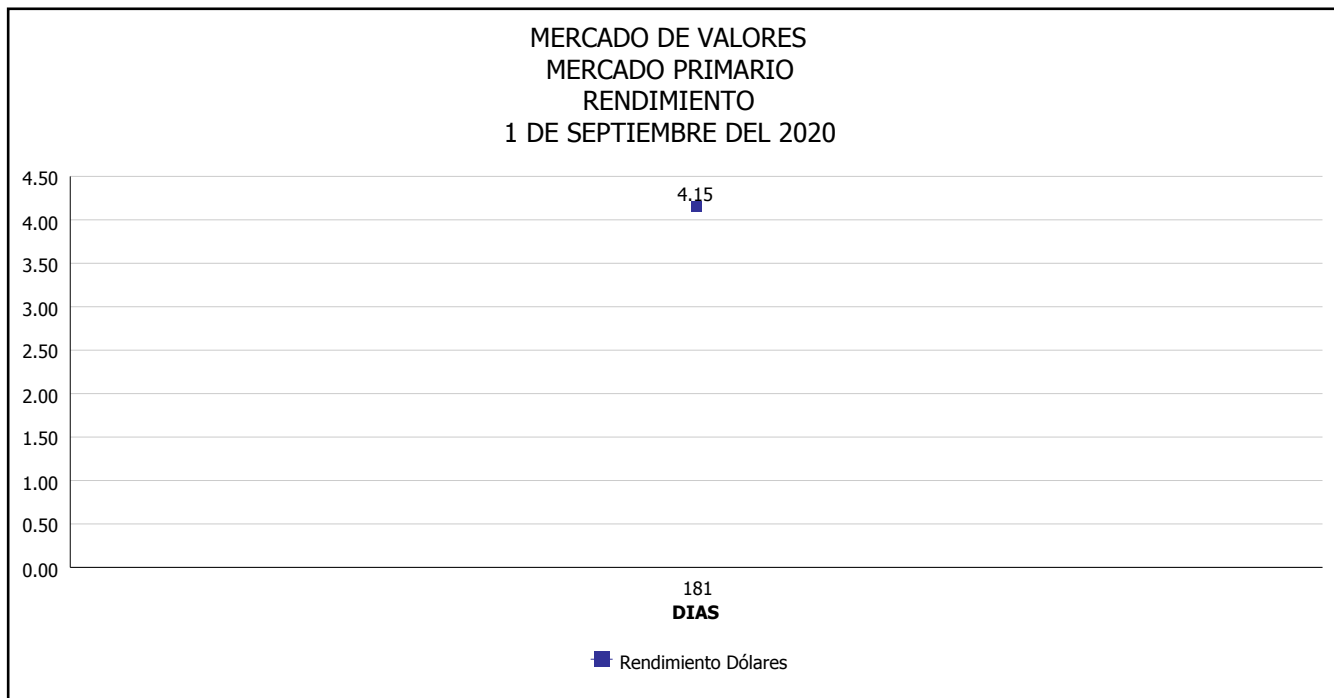 MERCADO DE VALORES
MERCADO PRIMARIO
RENDIMIENTO
1 DE SEPTIEMBRE DEL 2020
4.50
4.15
4.00
3.50
3.00
2.50
2.00
1.50
1.00
0.50
0.00
181
DIAS
Rendimiento Dólares